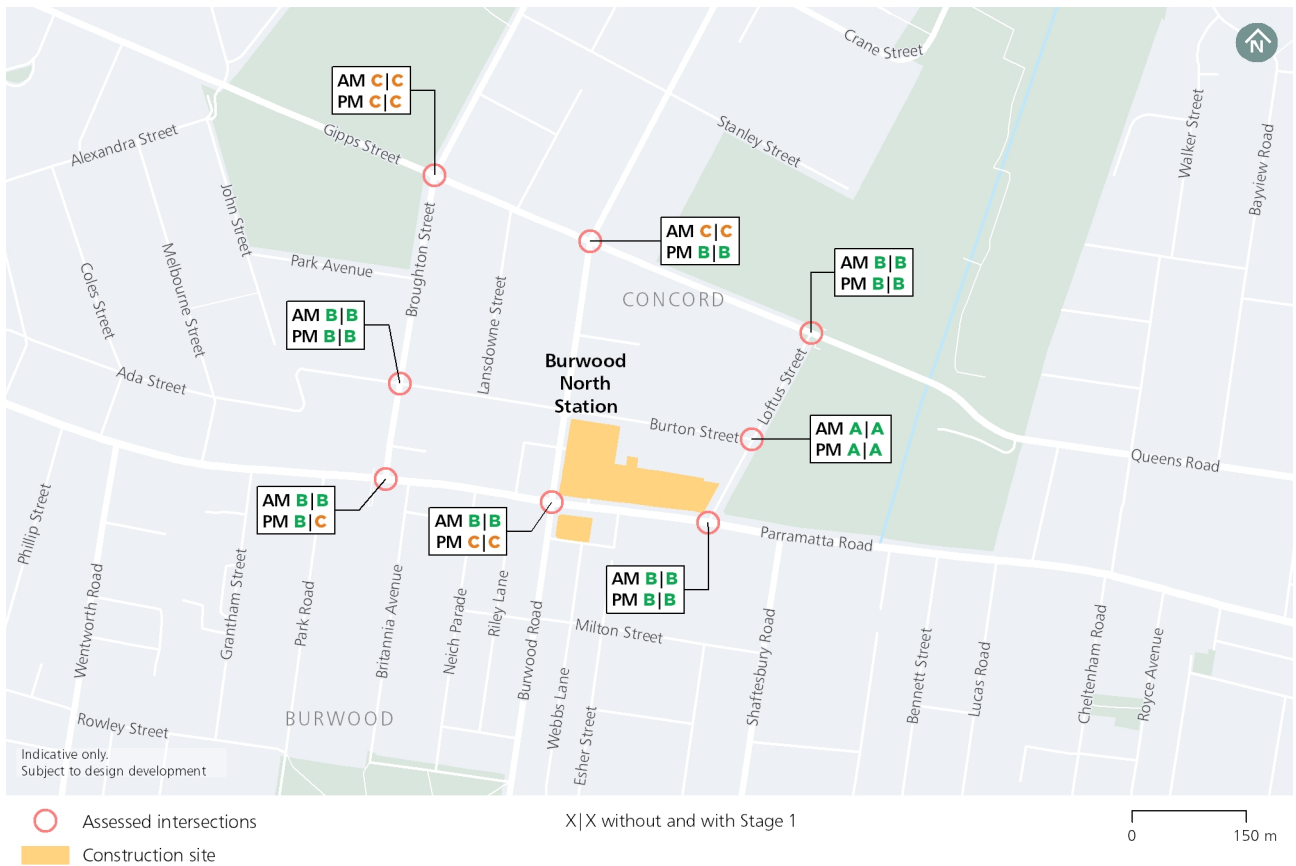 Crane Street
N
AM C|C
PM C|C
Gipps Street
Alexandra Street
Stanley Street
Walker Street
Bayview Road
John Street
Melbourne Street
Coles Street
Park Avenue
Broughton Street
Lansdowne Street
AM C|C
PM B|B
CONCORD
AM B|B
PM B|B
AM B|B
PM B|B
Ada Street
Burwood
North
Station
Loftus Street
Burton Street
AM A|A
PM A|A
Queens Road
AM B|B
PM B|C
AM B|B
PM C|C
Parramatta Road
AM B|B
PM B|B
Phillip Street
Wentworth Road
Grantham Street
Park Road
Britannia Avenue
Neich Parade
Riley Lane
Burwood Road
Milton Street
Webbs Lane
Esher Street
Shaftesbury Road
Bennett Street
Lucas Road
Cheltenham Road
Royce Avenue
BURWOOD
Rowley Street
Indicative only.
Subject to design development
Assessed intersections
X|X without and with Stage 1
0 150 m
Construction site